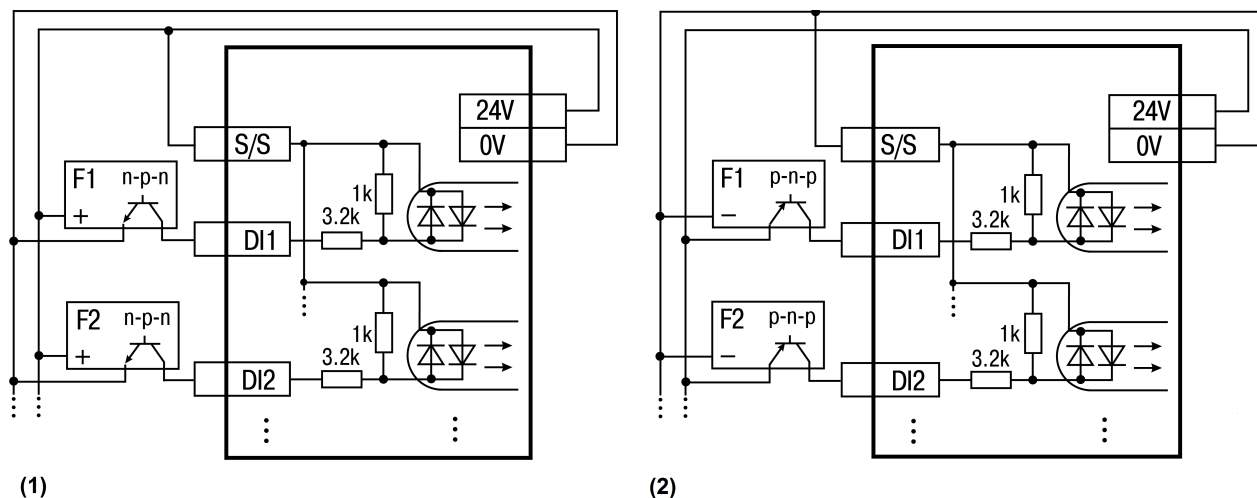 24V
0V
S/S
F1 n-p-n
1k
3.2k
+
DI1
F2 n-p-n
1k
3.2k
+
DI2
(1)
24V
0V
S/S
F1 p-n-p
1k
3.2k
−
DI1
F2 p-n-p
1k
3.2k
−
DI2
(2)